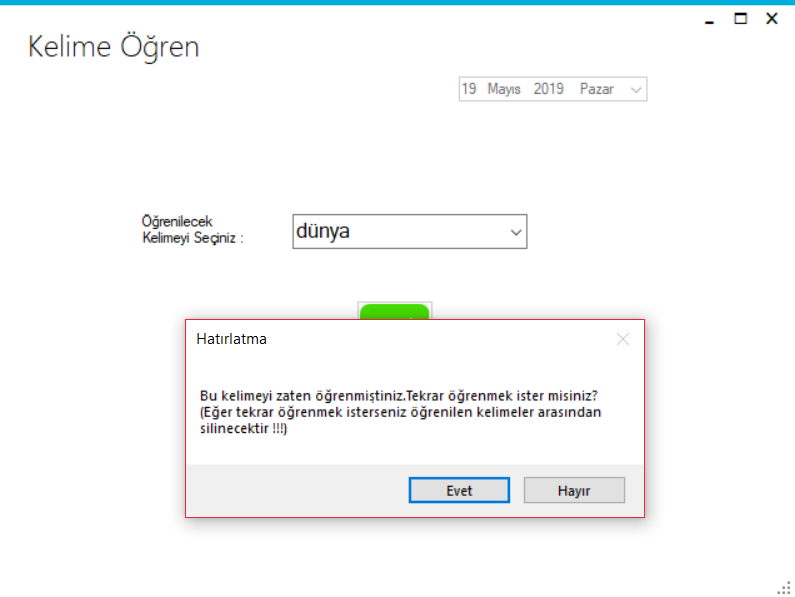 Kelime Öğren
19 Mayıs 2019 Pazar
Öğrenilecek
Kelimeyi Seçiniz :
dünya
Hatırlatma
Bu kelimeyi zaten öğrenmiştiniz.Tekrar öğrenmek ister misiniz?
(Eğer tekrar öğrenmek isterseniz öğrenilen kelimeler arasından
silinecektir !!!)
Evet
Hayır